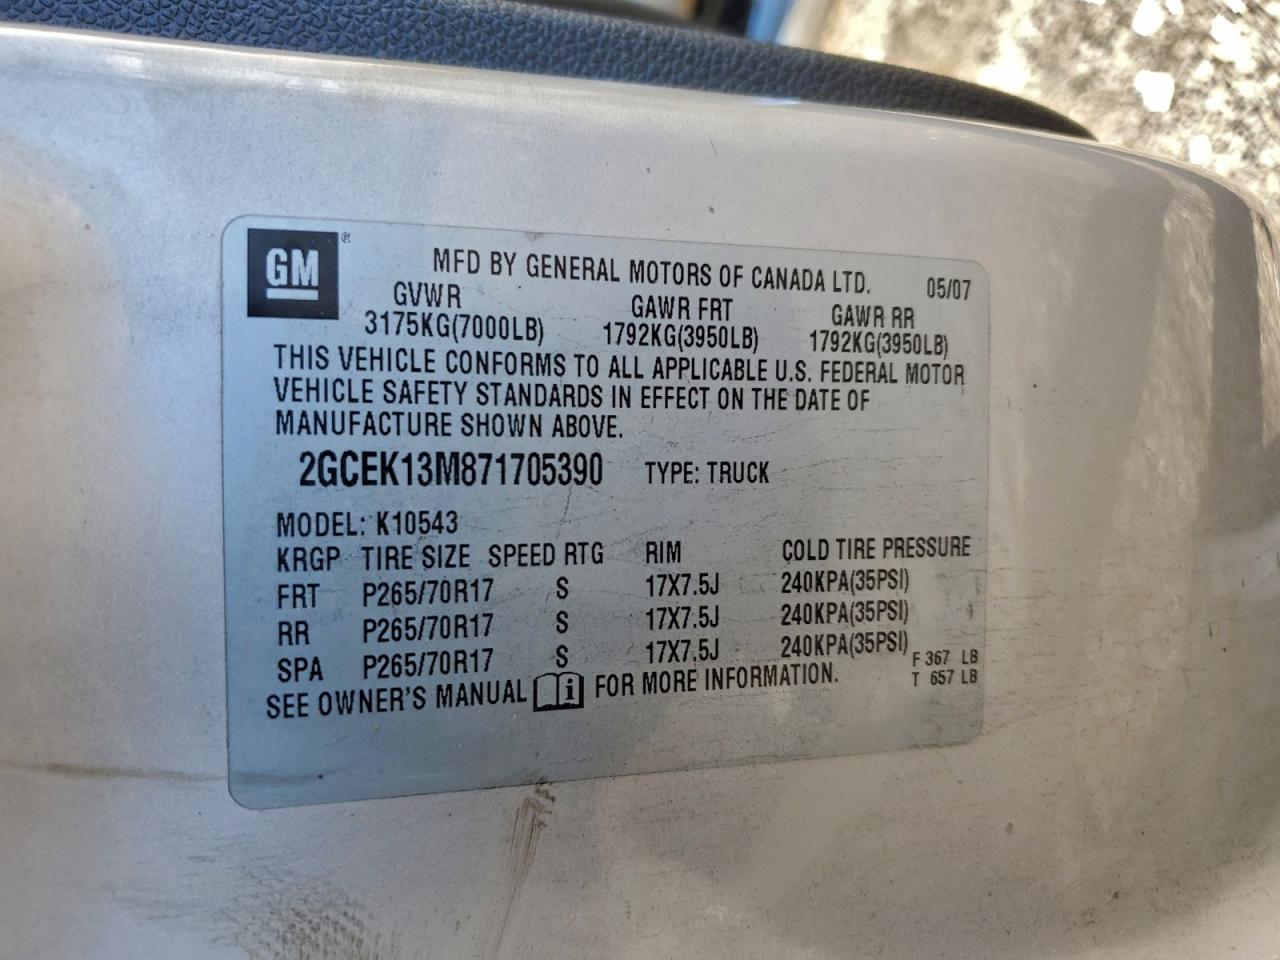 GM ®
MFD BY GENERAL MOTORS OF CANADA LTD. 05/07
GVWR GAWR FRT GAWR RR
3175KG(7000LB) 1792KG(3950LB) 1792KG(3950LB)
THIS VEHICLE CONFORMS TO ALL APPLICABLE U.S. FEDERAL MOTOR
VEHICLE SAFETY STANDARDS IN EFFECT ON THE DATE OF
MANUFACTURE SHOWN ABOVE.
2GCEK13M871705390 TYPE: TRUCK
MODEL: K10543
KRGP TIRE SIZE SPEED RTG RIM COLD TIRE PRESSURE
FRT P265/70R17 S 17X7.5J 240KPA(35PSI)
RR P265/70R17 S 17X7.5J 240KPA(35PSI)
SPA P265/70R17 S 17X7.5J 240KPA(35PSI)
F 367 LB
T 657 LB
SEE OWNER'S MANUAL i FOR MORE INFORMATION.